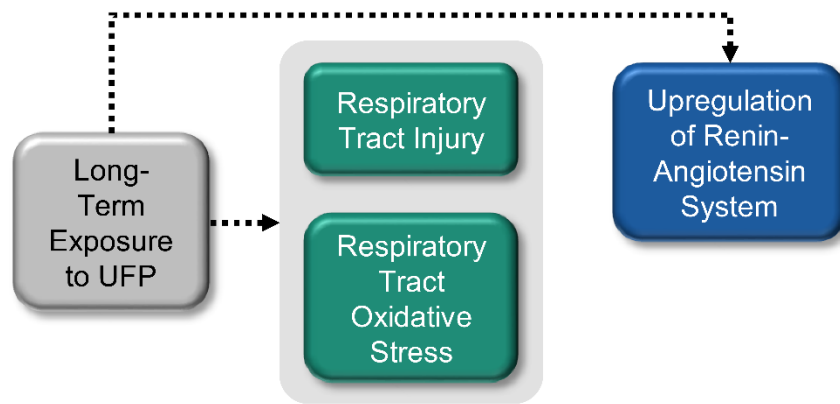 Long-
Term
Exposure
to UFP
Respiratory
Tract Injury
Respiratory
Tract
Oxidative
Stress
Upregulation
of Renin-
Angiotensin
System